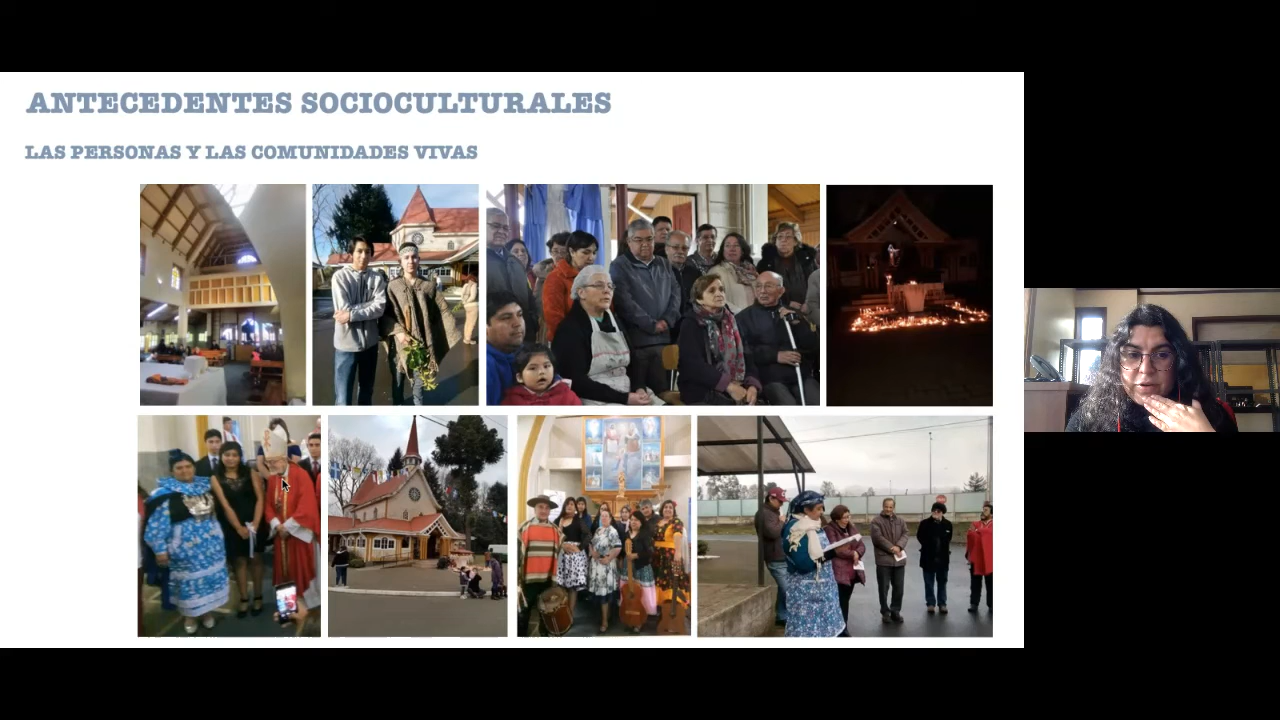 ANTECEDENTES SOCIOCULTURALES
LAS PERSONAS Y LAS COMUNIDADES VIVAS